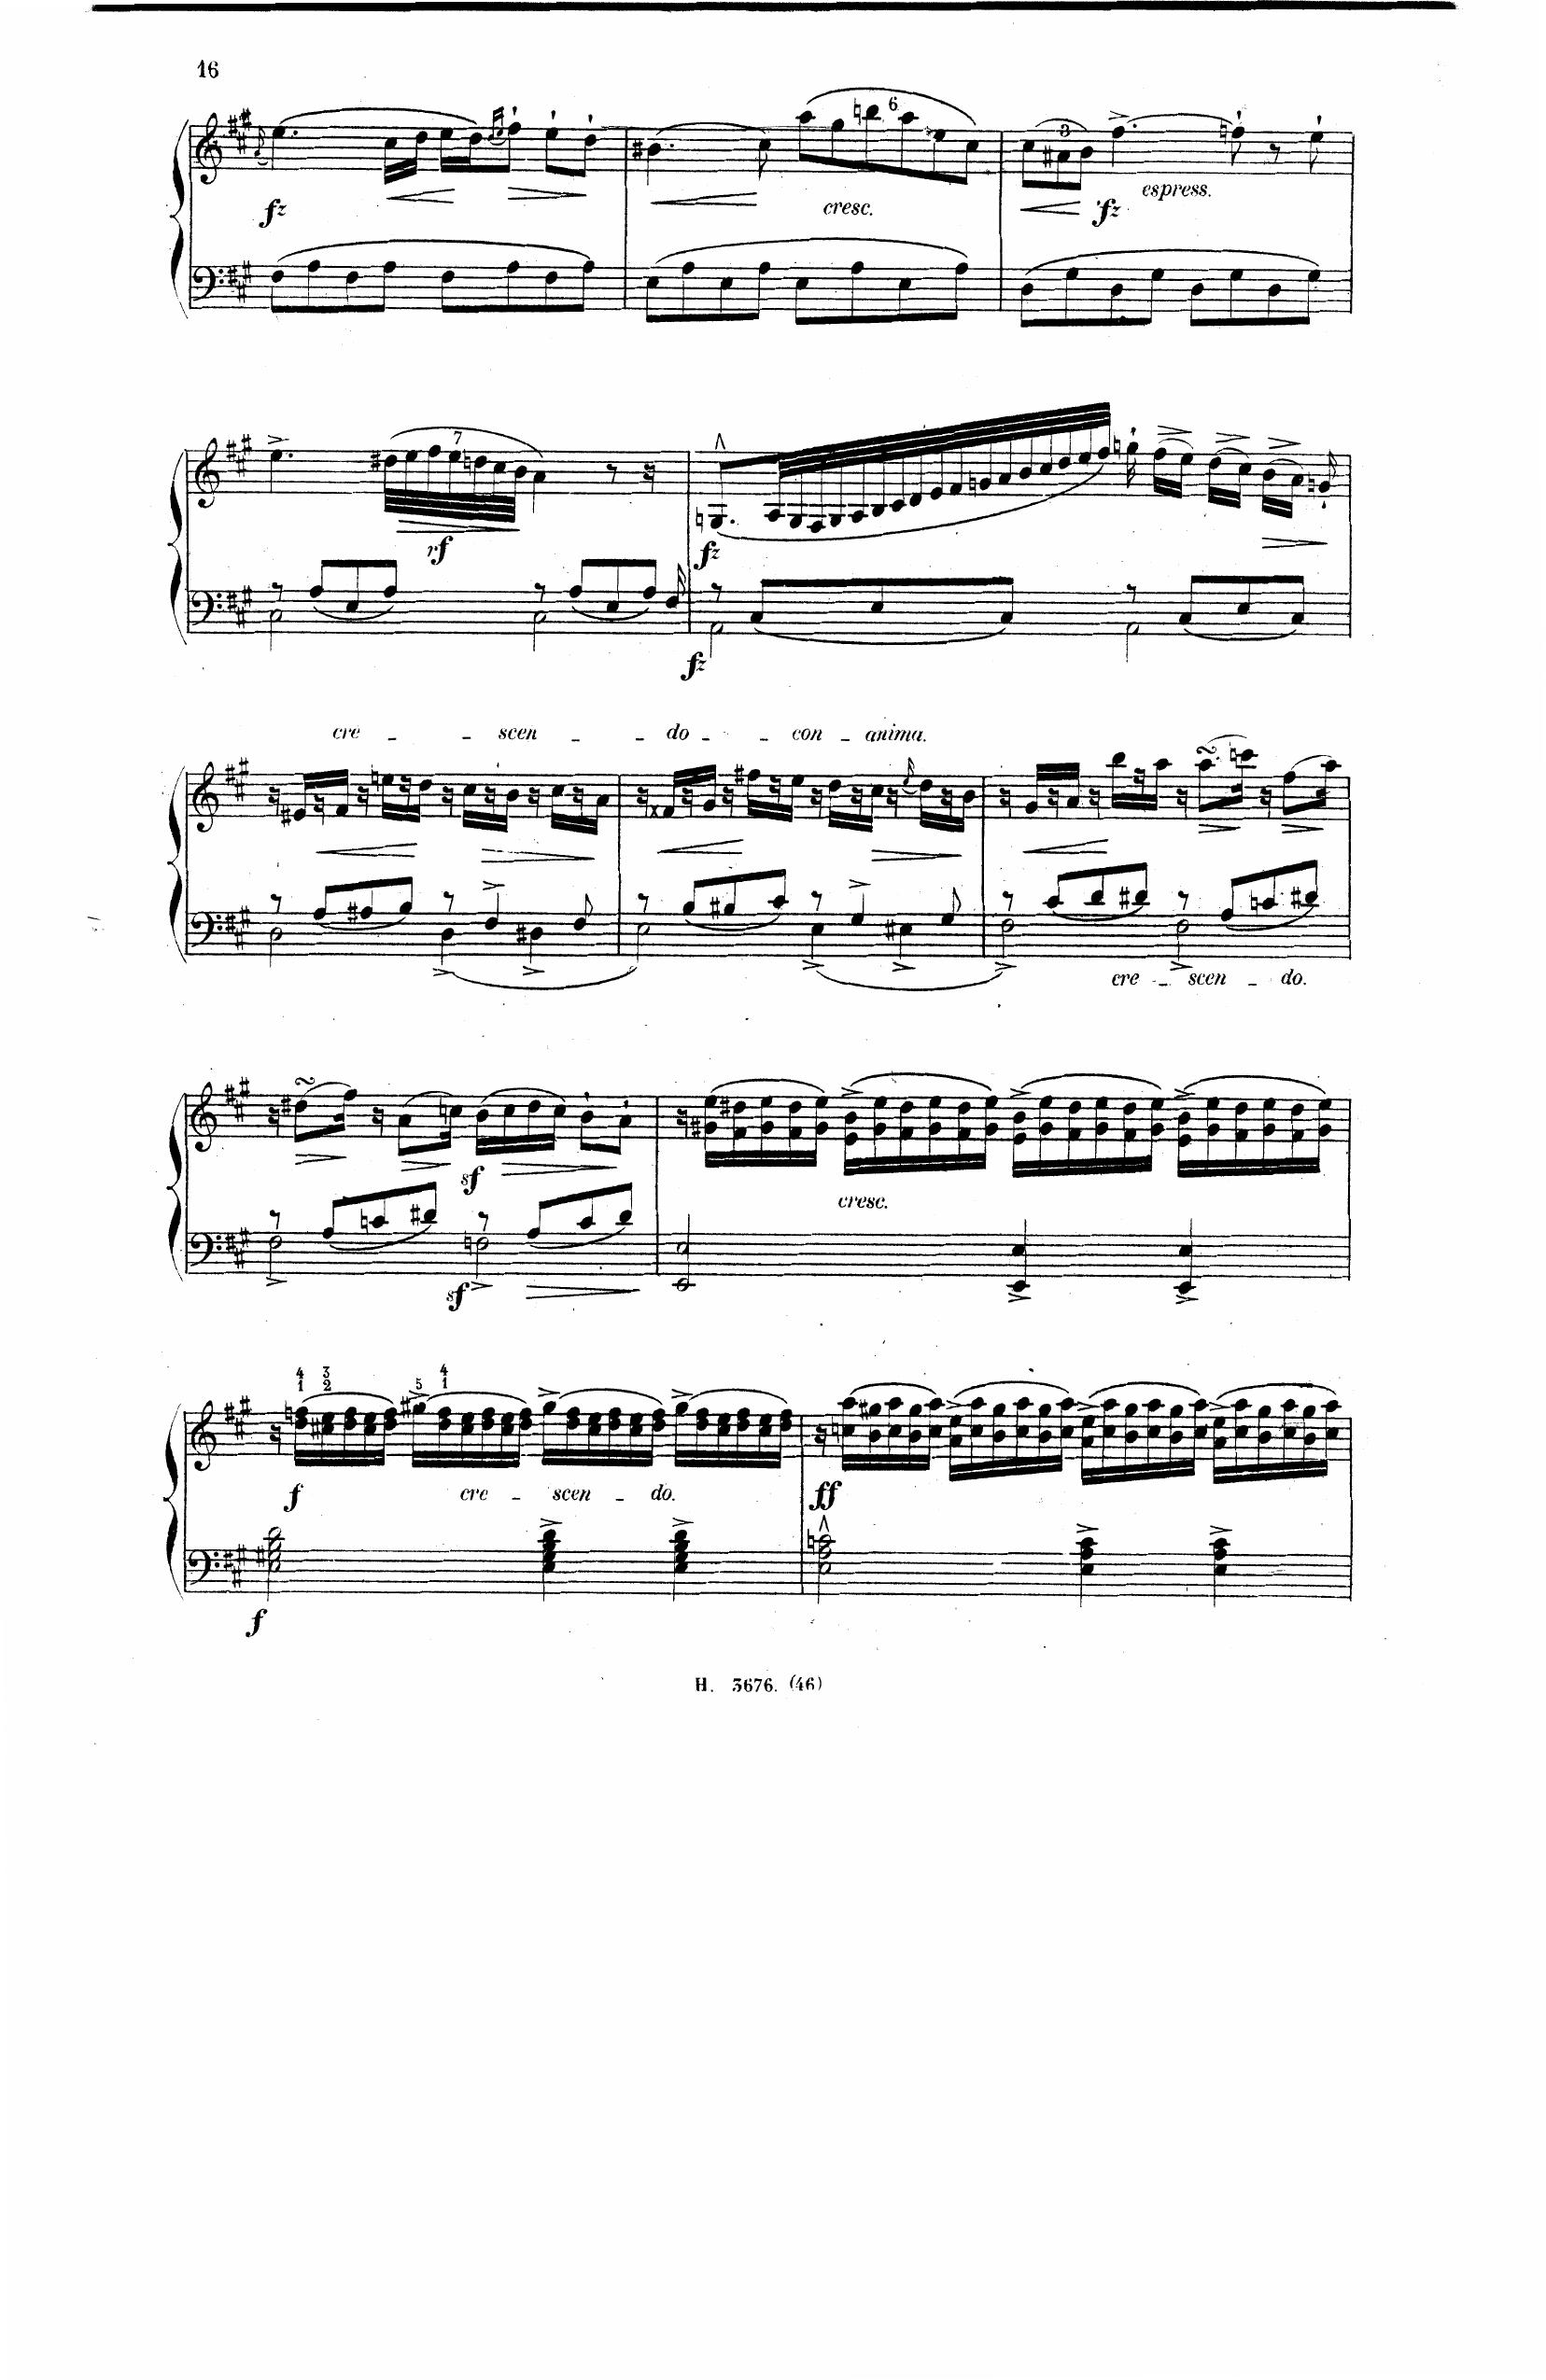 16
6
3
fz cresc. fz espress.
7
rf fz
fz
cre - - scen - - do - - con - anima.
cre - scen - do.
sf
cresc.
sf
4 3 5 4
1 2 1
f cre - scen - do. ff
f
H. 3676. (46)